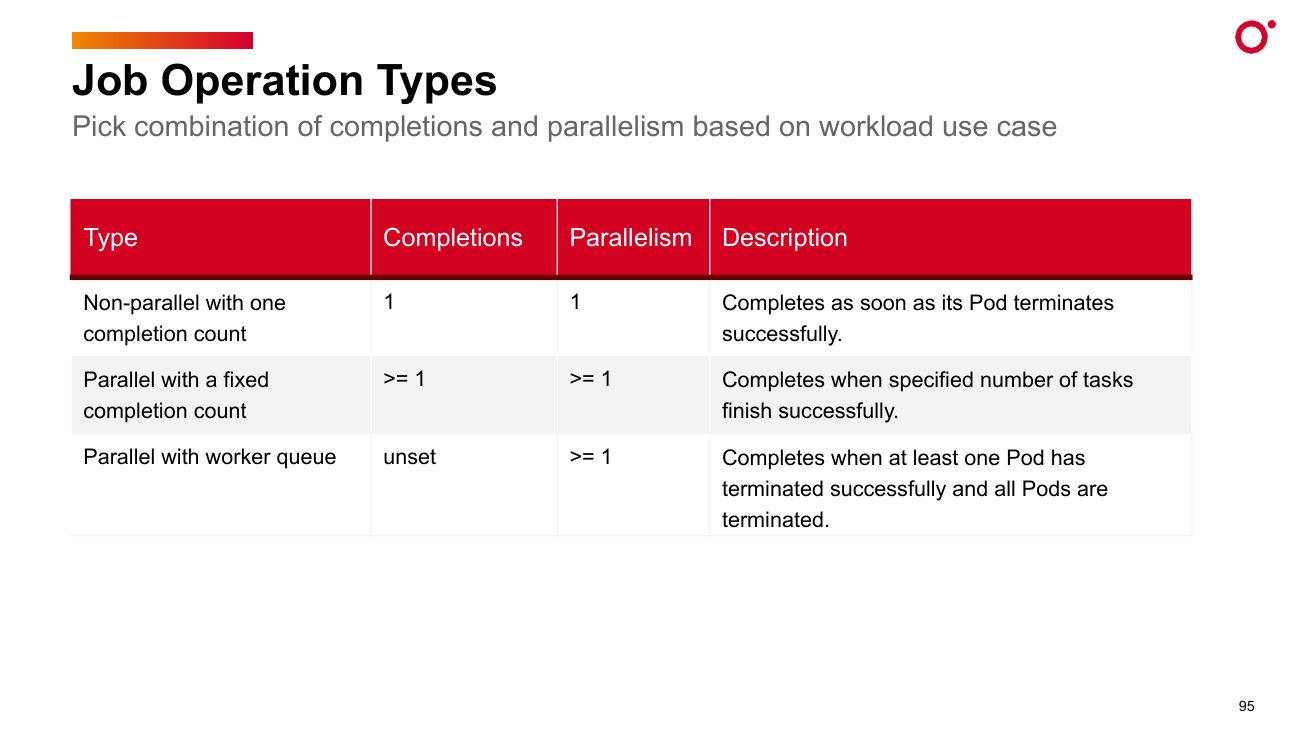 Job Operation Types
Pick combination of completions and parallelism based on workload use case
Type Completions Parallelism Description
Non-parallel with one
completion count
1
1
Completes as soon as its Pod terminates
successfully.
Parallel with a fixed
completion count
>= 1
>= 1
Completes when specified number of tasks
finish successfully.
Parallel with worker queue
unset
>= 1
Completes when at least one Pod has
terminated successfully and all Pods are
terminated.
95